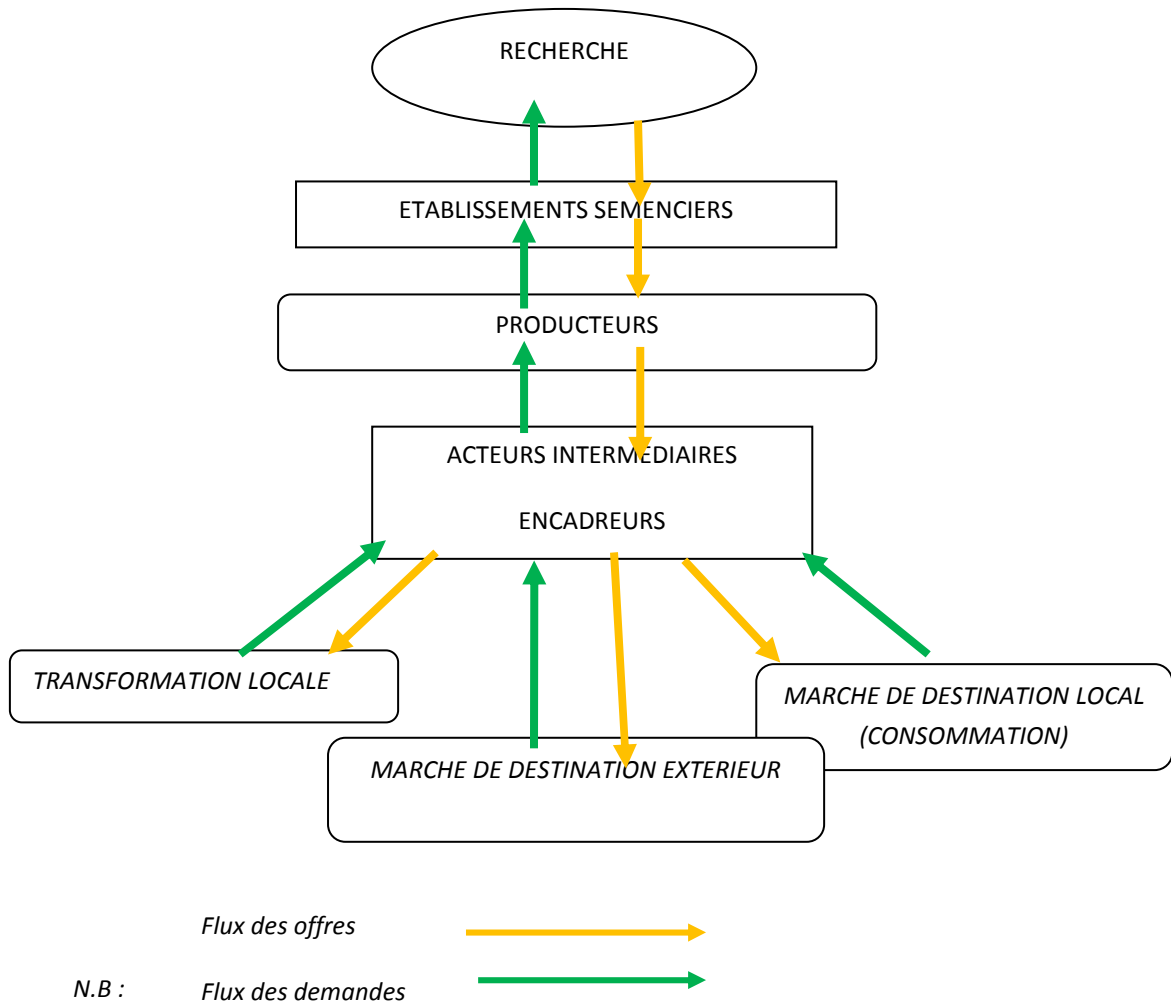 RECHERCHE
ETABLISSEMENTS SEMENCIERS
PRODUCTEURS
ACTEURS INTERMEDIAIRES
ENCADREURS
TRANSFORMATION LOCALE
MARCHE DE DESTINATION LOCAL
(CONSOMMATION)
MARCHE DE DESTINATION EXTERIEUR
Flux des offres
N.B : Flux des demandes